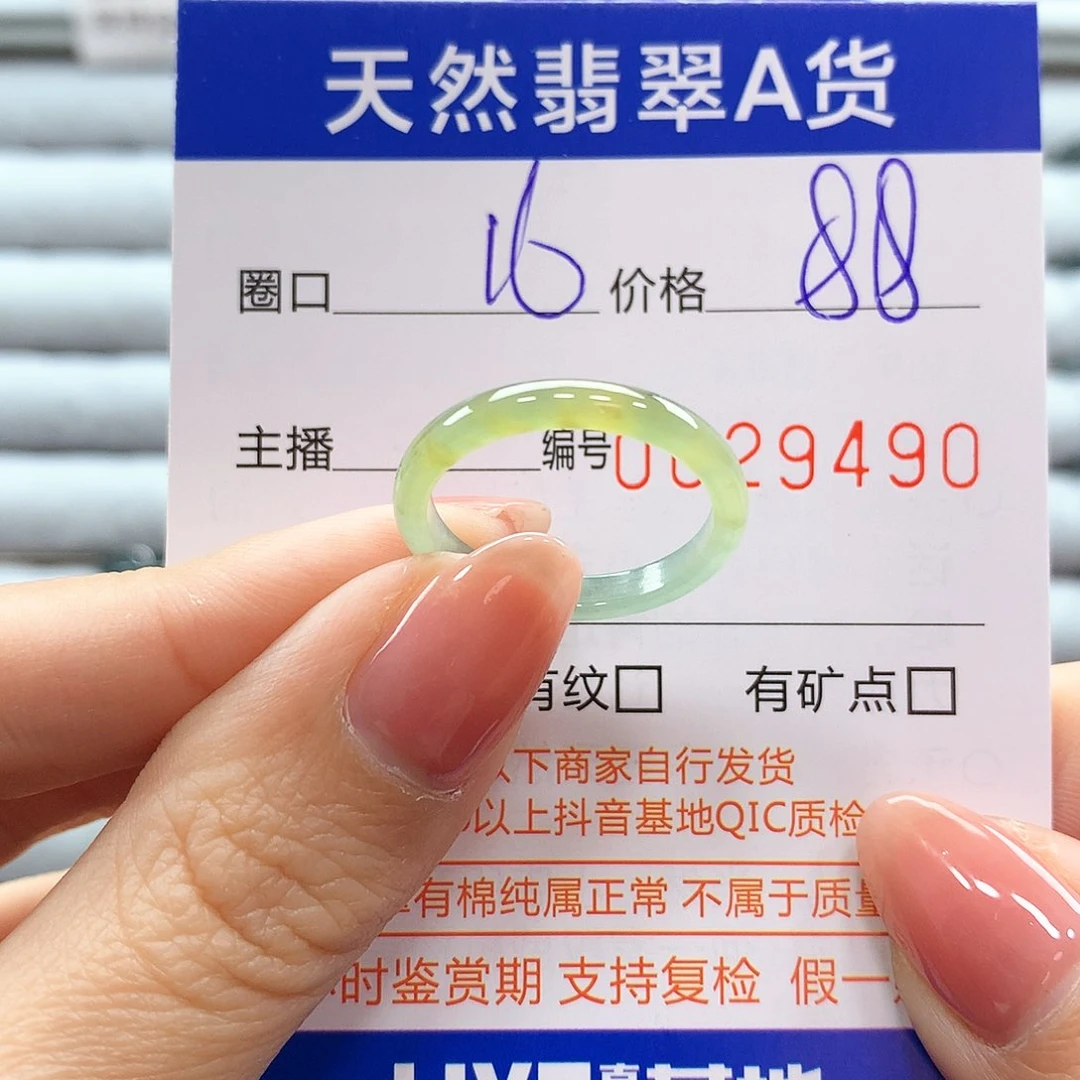 天然翡翠A货
圈口 16 价格 88
主播 编号 29490
有纹□ 有矿点□
以下商家自行发货
以上抖音基地QIC质检
有棉纯属正常 不属于质量
时鉴赏期 支持复检 假一